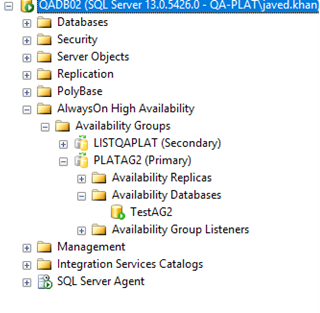 QADB02 (SQL Server 13.0.5426.0 - QA-PLAT\javed.khan)
Databases
Security
Server Objects
Replication
PolyBase
AlwaysOn High Availability
Availability Groups
LISTQAPLAT (Secondary)
PLATAG2 (Primary)
Availability Replicas
Availability Databases
TestAG2
Availability Group Listeners
Management
Integration Services Catalogs
SQL Server Agent